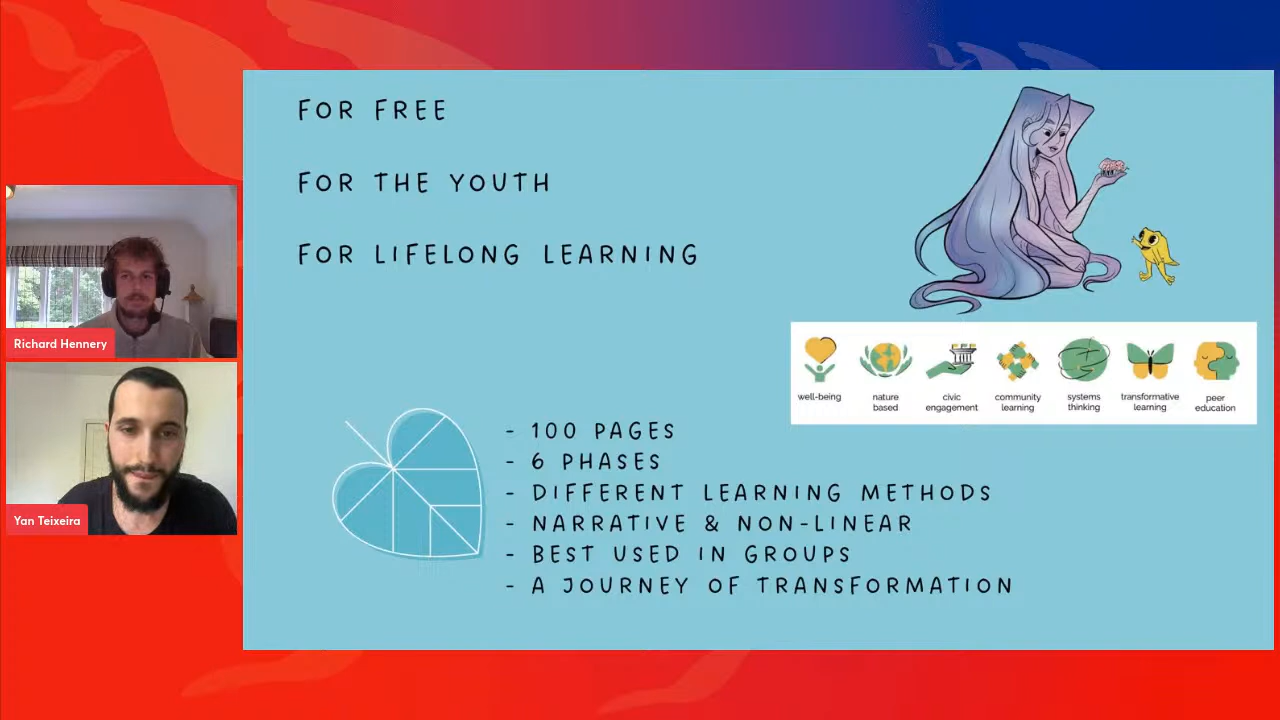 FOR FREE
FOR THE YOUTH
FOR LIFELONG LEARNING
Richard Hennery
Yan Teixeira
well-being
nature based
civic engagement
community learning
systems thinking
transformative learning
peer education
- 100 PAGES
- 6 PHASES
- DIFFERENT LEARNING METHODS
- NARRATIVE & NON-LINEAR
- BEST USED IN GROUPS
- A JOURNEY OF TRANSFORMATION